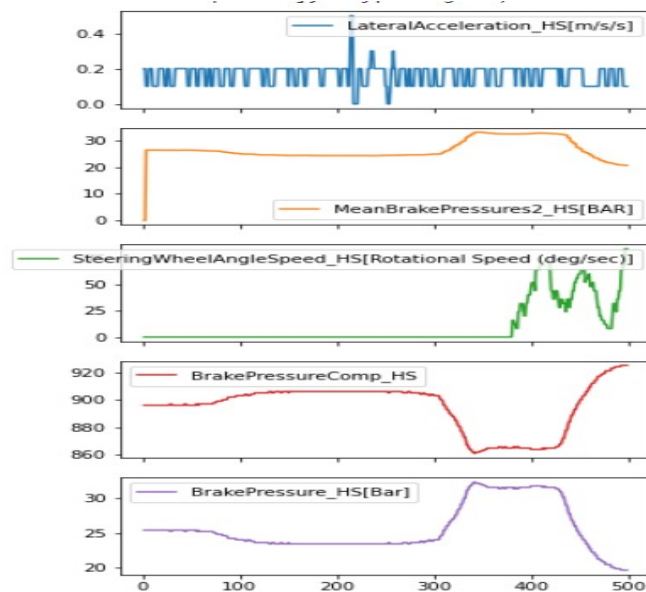 LateralAcceleration_HS[m/s/s]
0.4
0.2
0.0
30
20
10
0
MeanBrakePressures2_HS[BAR]
SteeringWheelAngleSpeed_HS[Rotational Speed (deg/sec)]
50
25
0
920
BrakePressureComp_HS
900
880
860
BrakePressure_HS[Bar]
30
25
20
0 100 200 300 400 500